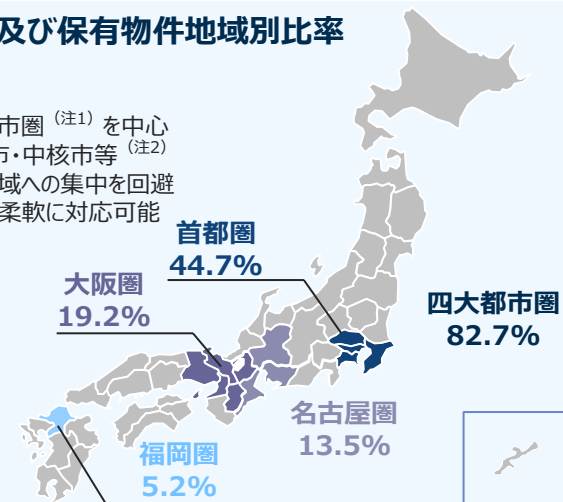 及び保有物件地域別比率
市圏（注1）を中心
市・中核市等（注2）
域への集中を回避
柔軟に対応可能
首都圏
44.7%
大阪圏
19.2%
四大都市圏
82.7%
名古屋圏
13.5%
福岡圏
5.2%